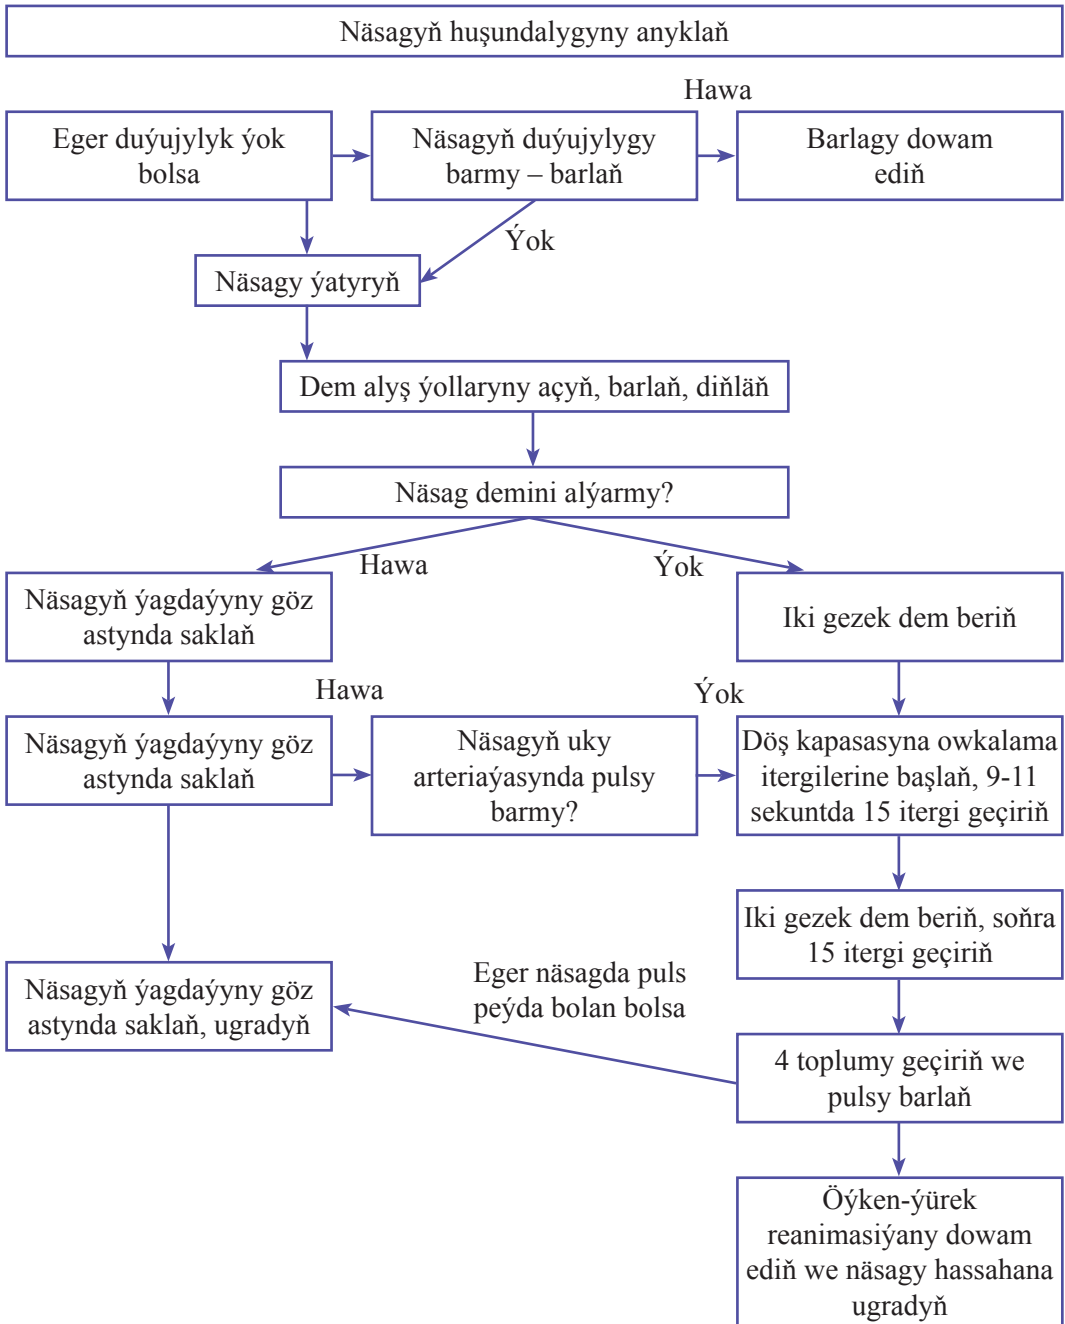 Näsagyň huşundalygyny anyklaň
Hawa
Eger duýujylyk ýok
bolsa
Näsagyň duýujylygy
barmy – barlaň
Barlagy dowam
ediň
Ýok
Näsagy ýatyryň
Dem alyş ýollaryny açyň, barlaň, diňläň
Näsag demini alýarmy?
Hawa
Ýok
Näsagyň ýagdaýyny göz
astynda saklaň
Iki gezek dem beriň
Hawa
Ýok
Näsagyň ýagdaýyny göz
astynda saklaň
Näsagyň uky
arteriaýasynda pulsy
barmy?
Döş kapasasyna owkalama
itergilerine başlaň, 9-11
sekuntda 15 itergi geçiriň
Iki gezek dem beriň, soňra
15 itergi geçiriň
Eger näsagda puls
peýda bolan bolsa
Näsagyň ýagdaýyny göz
astynda saklaň, ugradyň
4 toplumy geçiriň we
pulsy barlaň
Öýken-ýürek
reanimasiýany dowam
ediň we näsagy hassahana
ugradyň